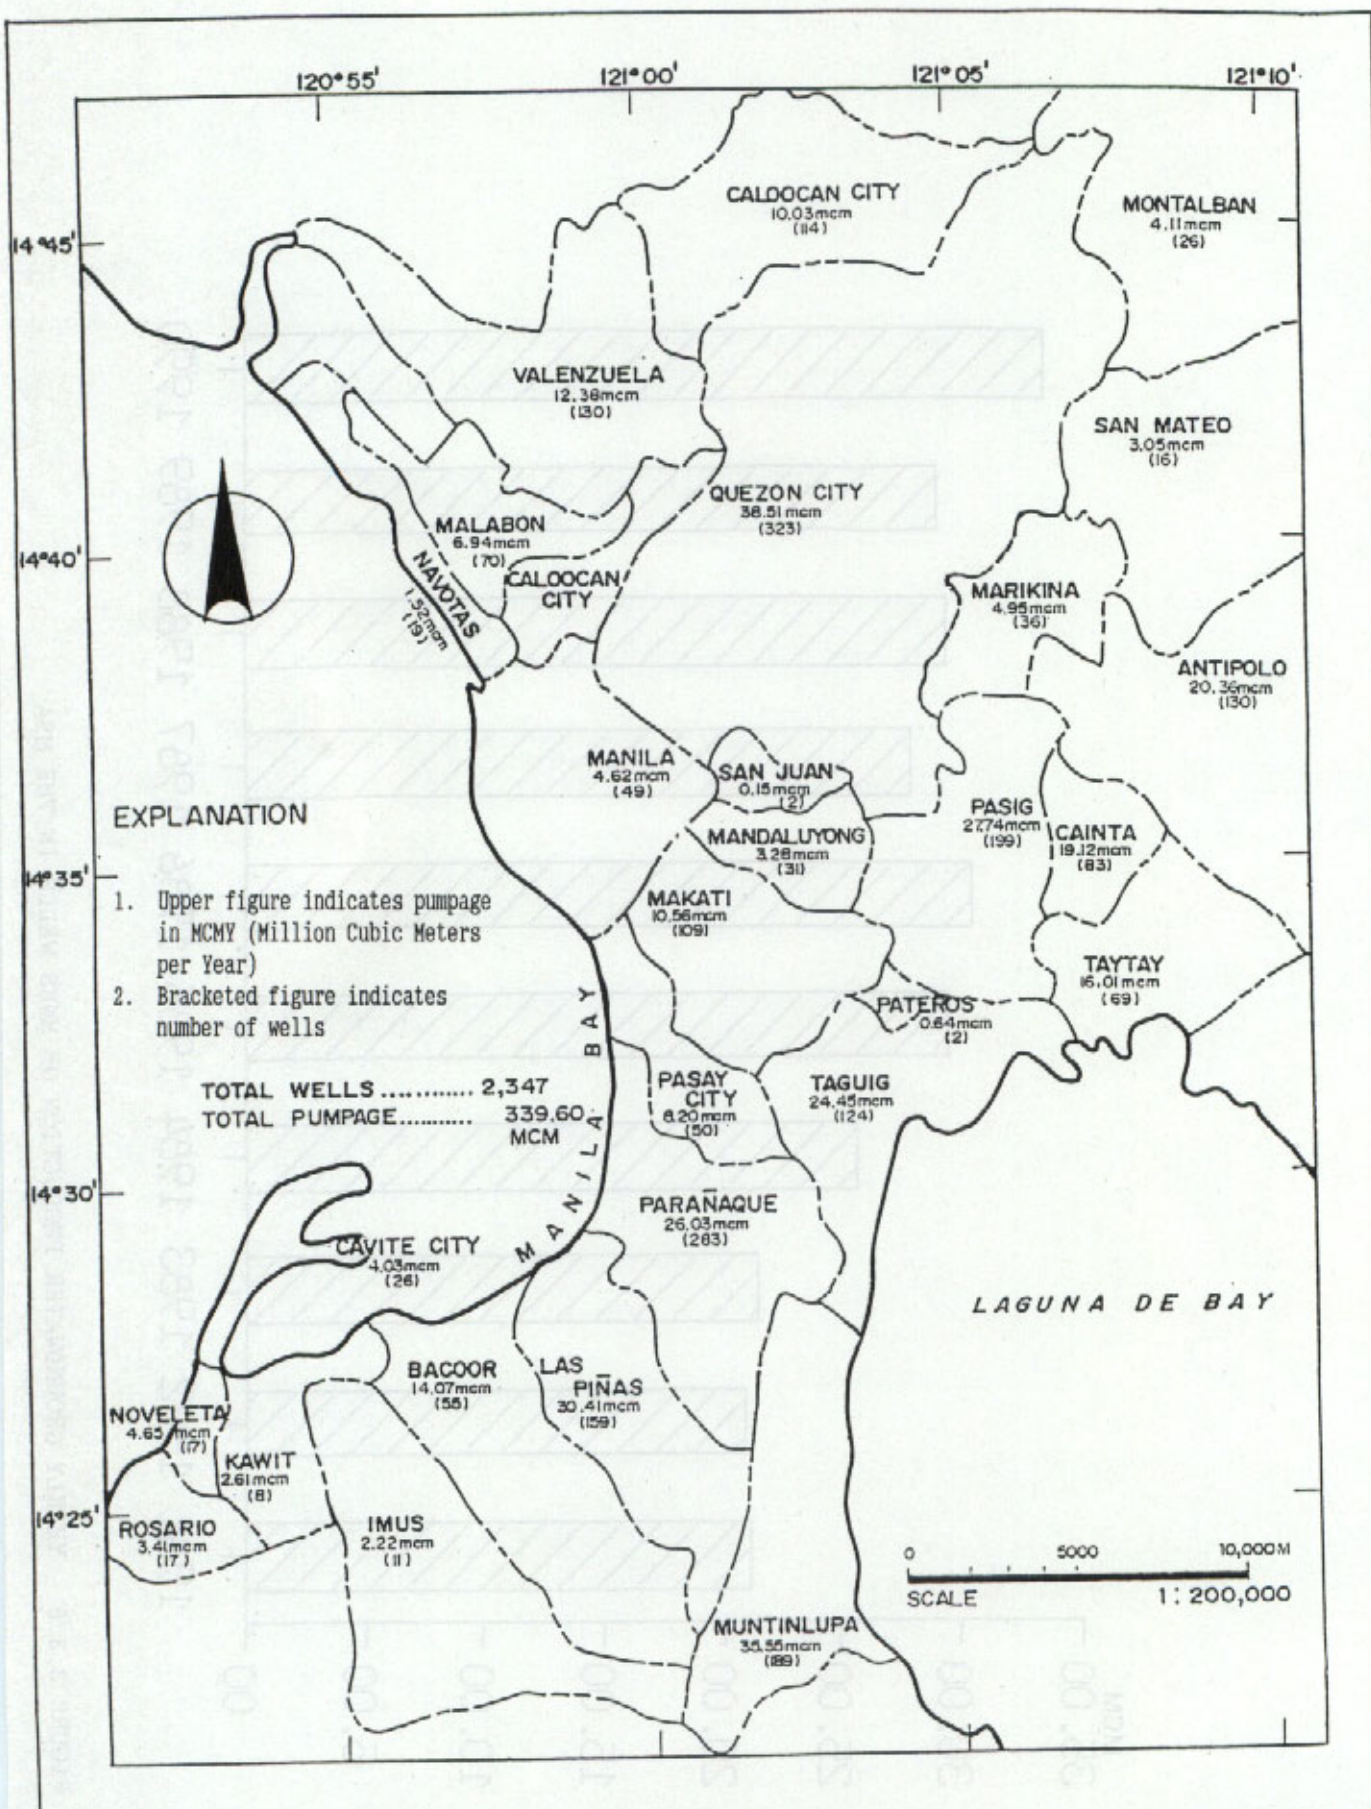 120°55'
121°00'
121°05'
121°10'
14°45'
14°40'
14°35'
14°30'
14°25'
CALOOCAN CITY
10.03mcm
(114)
MONTALBAN
4.11mcm
(26)
VALENZUELA
12.38mcm
(130)
SAN MATEO
3.05mcm
(16)
QUEZON CITY
38.51mcm
(323)
MALABON
6.94mcm
(70)
NAVOTAS
1.52mcm
(19)
CALOOCAN
CITY
MARIKINA
4.95mcm
(36)
ANTIPOLO
20.36mcm
(130)
MANILA
4.62mcm
(49)
SAN JUAN
0.15mcm
(2)
MANDALUYONG
3.28mcm
(31)
PASIG
27.74mcm
(199)
CAINTA
19.12mcm
(83)
MAKATI
10.56mcm
(109)
TAYTAY
16.01mcm
(69)
PATEROS
0.64mcm
(2)
EXPLANATION
1. Upper figure indicates pumpage
in MCMY (Million Cubic Meters
per Year)
2. Bracketed figure indicates
number of wells
TOTAL WELLS ........... 2,347
TOTAL PUMPAGE.......... 339.60
MCM
MANILA BAY
PASAY
CITY
8.20mcm
(50)
TAGUIG
24.45mcm
(124)
PARAÑAQUE
26.03mcm
(283)
CAVITE CITY
4.03mcm
(26)
LAGUNA DE BAY
BACOOR
14.07mcm
(55)
LAS
PIÑAS
30.41mcm
(159)
NOVELETA
4.65 mcm
(17)
KAWIT
2.61mcm
(8)
ROSARIO
3.41mcm
(17)
IMUS
2.22mcm
(11)
MUNTINLUPA
35.55mcm
(189)
0 5000 10,000M
SCALE 1:200,000